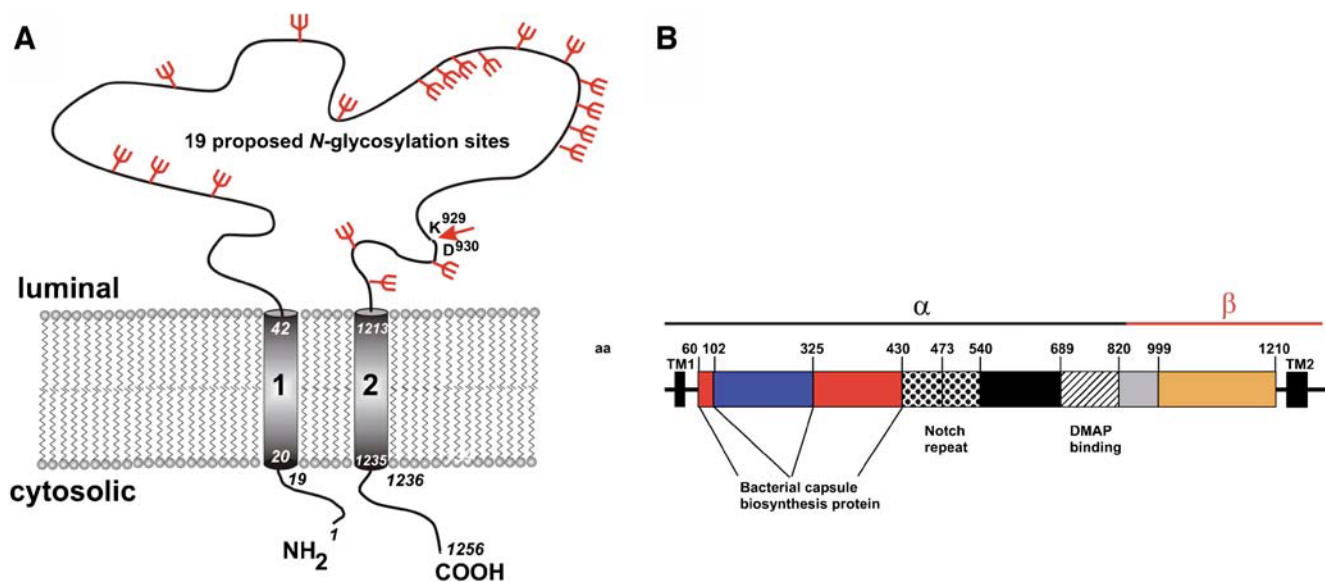 A
19 proposed N-glycosylation sites
K929
D930
luminal
42
1213
1
2
20
1235
cytosolic
19
1236
1
NH2
1256
COOH
B
α
β
aa
60 102 325 430 473 540 689 820 999 1210
TM1
TM2
Notch
repeat
DMAP
binding
Bacterial capsule
biosynthesis protein